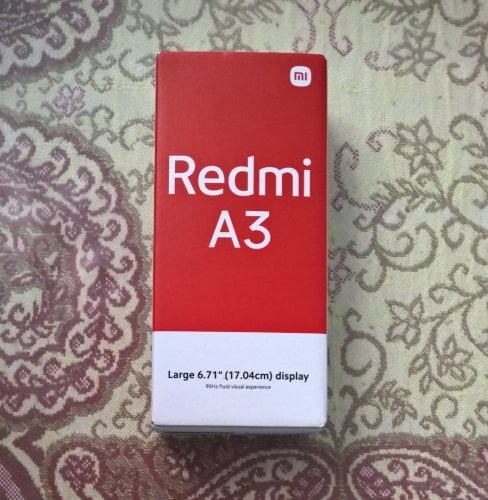 mi
Redmi
A3
Large 6.71" (17.04cm) display
90Hz fluid visual experience